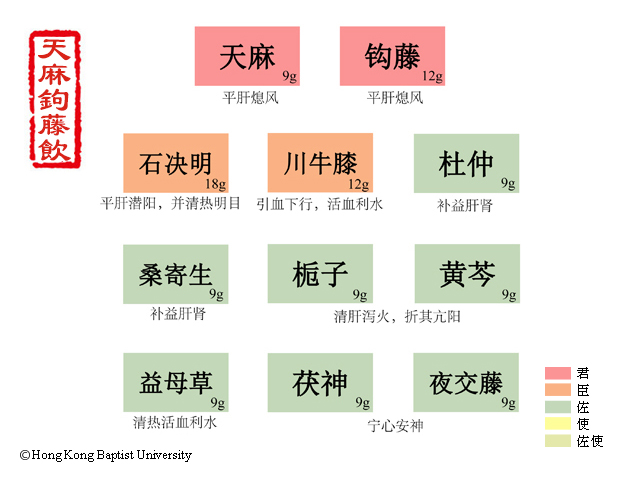 天麻鉤藤飲
天麻
9g
平肝熄风
钩藤
12g
平肝熄风
石决明
18g
平肝潜阳，并清热明目
川牛膝
12g
引血下行，活血利水
杜仲
9g
补益肝肾
桑寄生
9g
补益肝肾
栀子
9g
黄芩
9g
清肝泻火，折其亢阳
益母草
9g
清热活血利水
茯神
9g
夜交藤
9g
宁心安神
君
臣
佐
使
佐使
©Hong Kong Baptist University